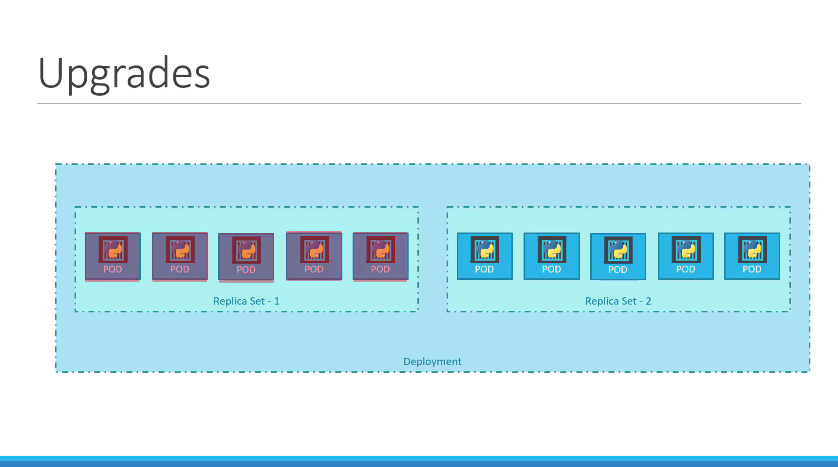 Upgrades
POD
POD
POD
POD
POD
Replica Set - 1
POD
POD
POD
POD
POD
Replica Set - 2
Deployment